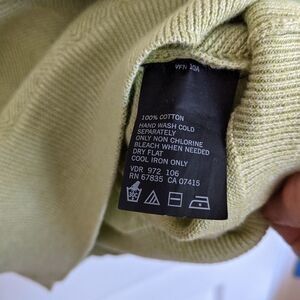 100% COTTON
HAND WASH COLD
SEPARATELY
ONLY NON CHLORINE
BLEACH WHEN NEEDED
DRY FLAT
COOL IRON ONLY
VDR 972 106
RN 67835 CA 07415